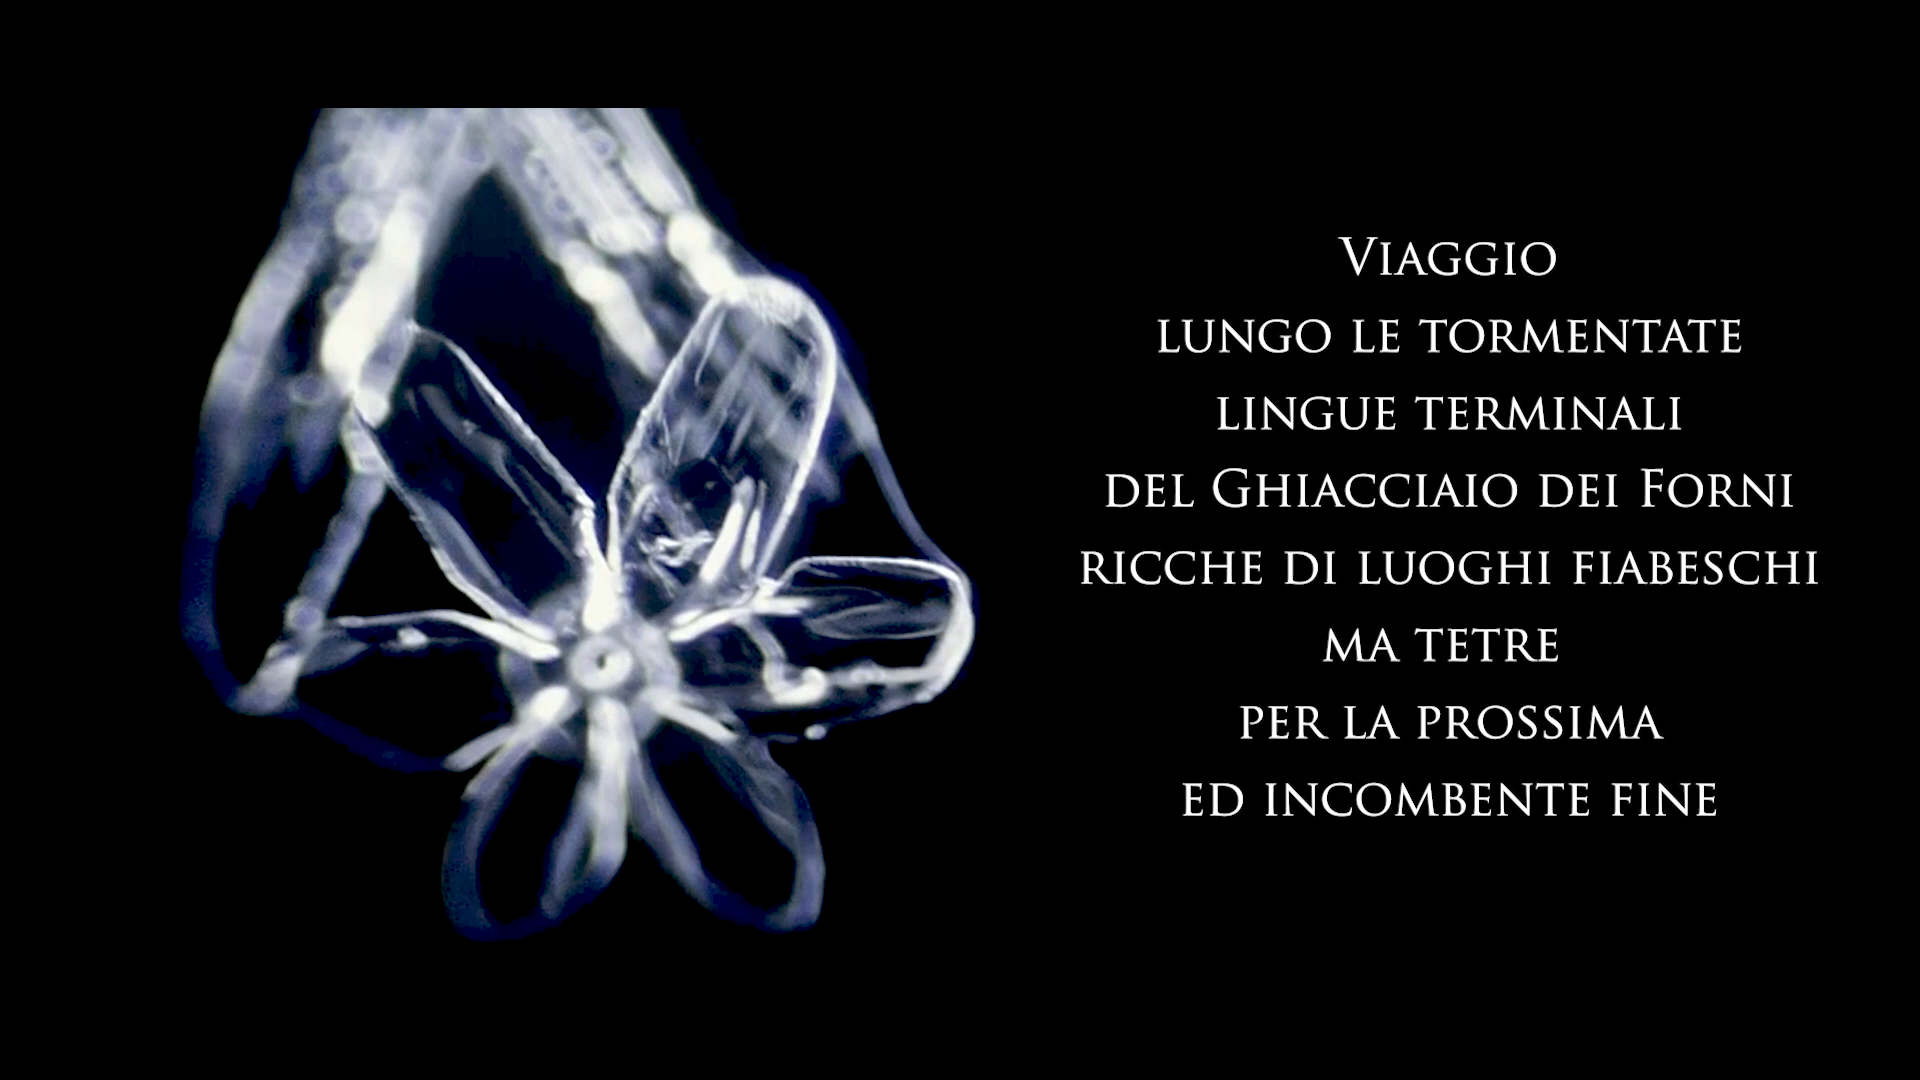 Viaggio
lungo le tormentate
lingue terminali
del Ghiacciaio dei Forni
ricche di luoghi fiabeschi
ma tetre
per la prossima
ed incombente fine